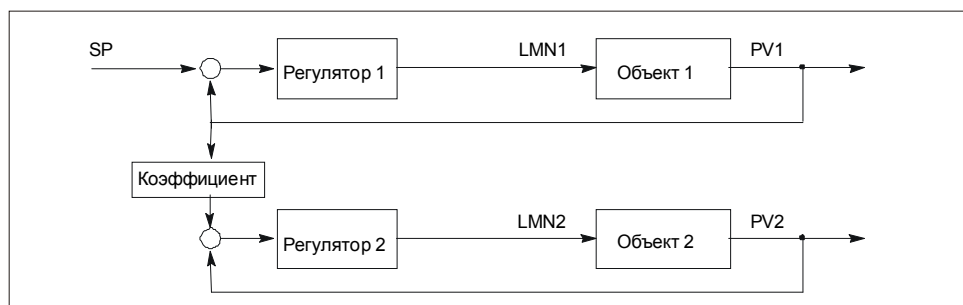 SP
Регулятор 1
LMN1
Объект 1
PV1
Коэффициент
Регулятор 2
LMN2
Объект 2
PV2